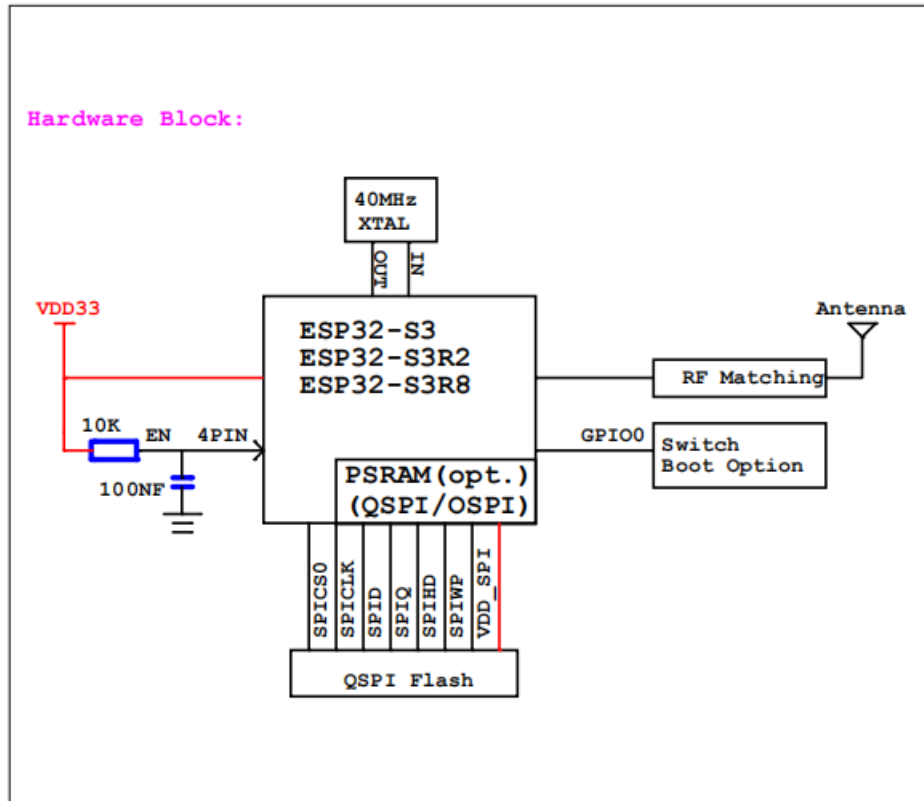 Hardware Block:
40MHz
XTAL
OUT
IN
VDD33
ESP32-S3
ESP32-S3R2
ESP32-S3R8
Antenna
RF Matching
10K
EN
4PIN
100NF
GPIO0
Switch
Boot Option
PSRAM(opt.)
(QSPI/OSPI)
SPICS0
SPICLK
SPID
SPIQ
SPIHD
SPIWP
VDD_SPI
QSPI Flash